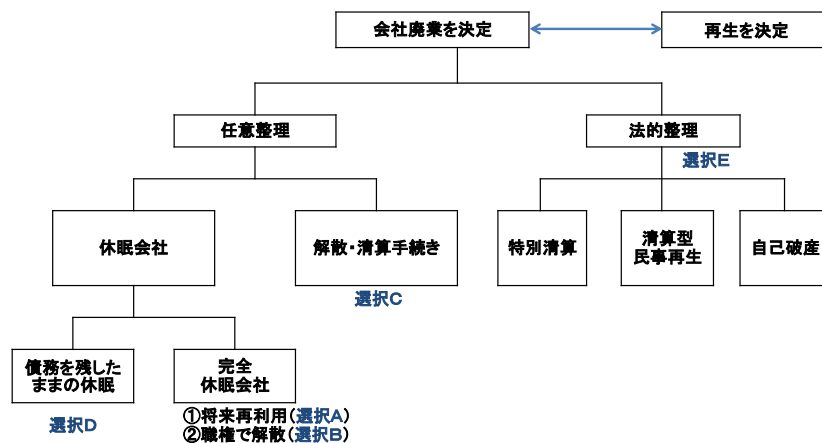 会社廃業を決定
再生を決定
任意整理
法的整理
選択E
休眠会社
解散・清算手続き
特別清算
清算型
民事再生
自己破産
選択C
債務を残した
ままの休眠
完全
休眠会社
選択D
①将来再利用(選択A)
②職権で解散(選択B)